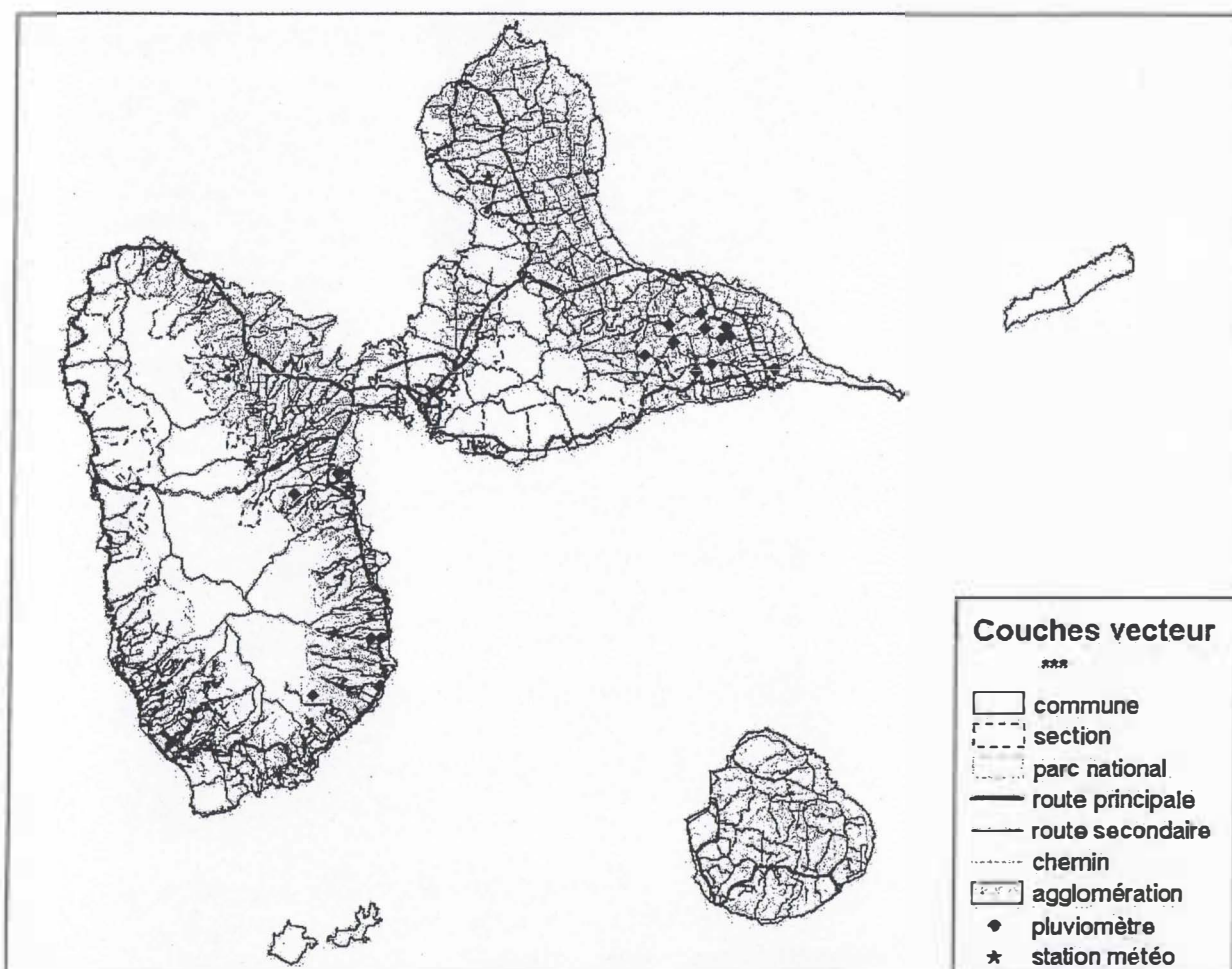 Couches vecteur
***
commune
section
parc national
route principale
route secondaire
chemin
agglomération
pluviomètre
station météo